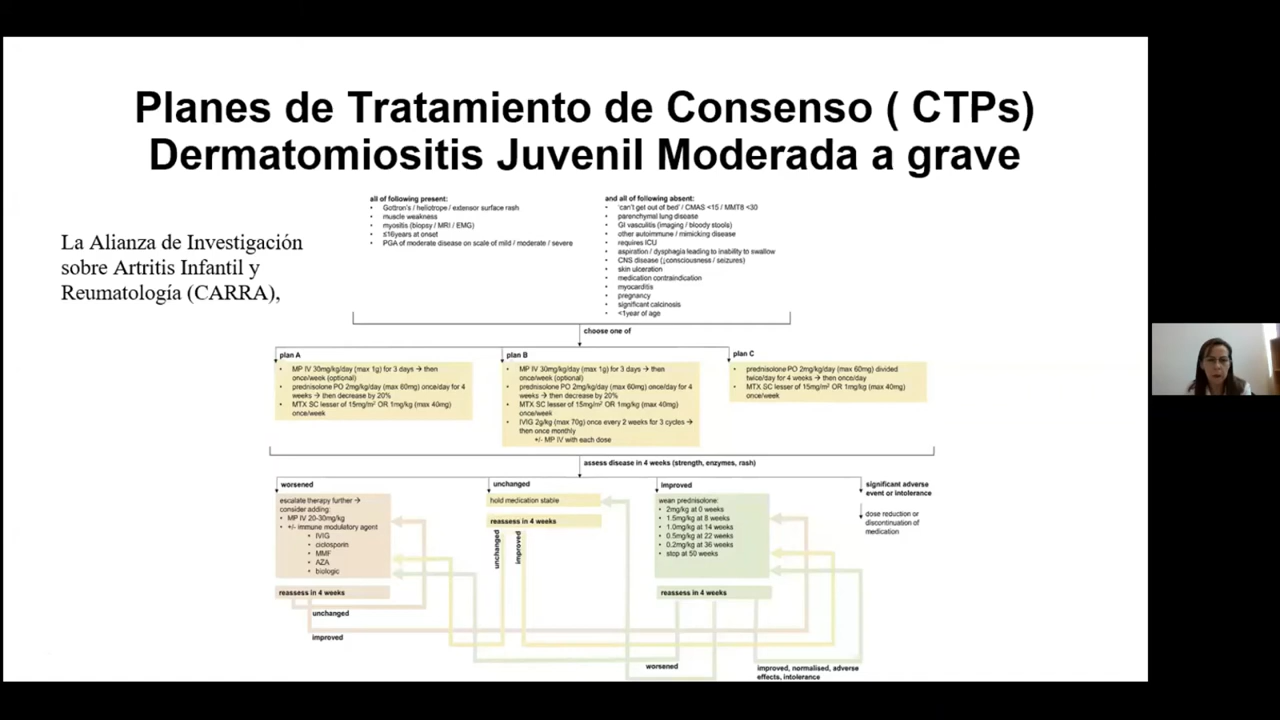 Planes de Tratamiento de Consenso ( CTPs)
Dermatomiositis Juvenil Moderada a grave
La Alianza de Investigación
sobre Artritis Infantil y
Reumatología (CARRA),
all of following present:
• Gottron's / heliotrope / extensor surface rash
• muscle weakness
• myositis (biopsy / MRI / EMG)
• ≤16years at onset
• PGA of moderate disease on scale of mild / moderate / severe
and all of following absent:
• 'can't get out of bed' / CMAS <15 / MMT8 <30
• parenchymal lung disease
• GI vasculitis (imaging / bloody stools)
• other autoimmune / mimicking disease
• requires ICU
• aspiration / dysphagia leading to inability to swallow
• CNS disease (↓consciousness / seizures)
• skin ulceration
• medication contraindication
• myocarditis
• pregnancy
• significant calcinosis
• <1year of age
choose one of
plan A
• MP IV 30mg/kg/day (max 1g) for 3 days → then
once/week (optional)
• prednisolone PO 2mg/kg/day (max 60mg) once/day for 4
weeks → then decrease by 20%
• MTX SC lesser of 15mg/m² OR 1mg/kg (max 40mg)
once/week
plan B
• MP IV 30mg/kg/day (max 1g) for 3 days → then
once/week (optional)
• prednisolone PO 2mg/kg/day (max 60mg) once/day for 4
weeks → then decrease by 20%
• MTX SC lesser of 15mg/m² OR 1mg/kg (max 40mg)
once/week
• IVIG 2g/kg (max 70g) once every 2 weeks for 3 cycles →
then once monthly
+/- MP IV with each dose
plan C
• prednisolone PO 2mg/kg/day (max 60mg) divided
twice/day for 4 weeks → then once/day
• MTX SC lesser of 15mg/m² OR 1mg/kg (max 40mg)
once/week
assess disease in 4 weeks (strength, enzymes, rash)
worsened
escalate therapy further →
consider adding:
• MP IV 20-30mg/kg
• +/- immune modulatory agent
• IVIG
• ciclosporin
• MMF
• AZA
• biologic
reassess in 4 weeks
unchanged
improved
unchanged
hold medication stable
reassess in 4 weeks
unchanged
improved
improved
wean prednisolone:
• 2mg/kg at 0 weeks
• 1.5mg/kg at 8 weeks
• 1.0mg/kg at 14 weeks
• 0.5mg/kg at 22 weeks
• 0.2mg/kg at 36 weeks
• stop at 50 weeks
reassess in 4 weeks
worsened
improved, normalised, adverse
effects, intolerance
significant adverse
event or intolerance
dose reduction or
discontinuation of
medication